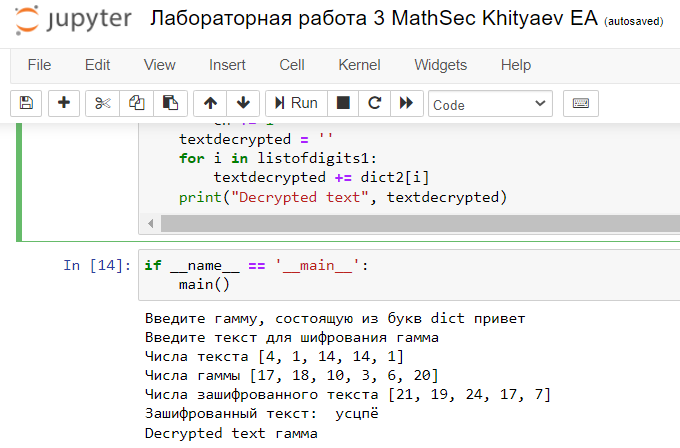 jupyter Лабораторная работа 3 MathSec Khityaev EA (autosaved)
File Edit View Insert Cell Kernel Widgets Help
Run Code
textdecrypted = ''
for i in listofdigits1:
textdecrypted += dict2[i]
print("Decrypted text", textdecrypted)
In [14]: if __name__ == '__main__':
main()
Введите гамму, состоящую из букв dict привет
Введите текст для шифрования гамма
Числа текста [4, 1, 14, 14, 1]
Числа гаммы [17, 18, 10, 3, 6, 20]
Числа зашифрованного текста [21, 19, 24, 17, 7]
Зашифрованный текст:  усцпё
Decrypted text гамма